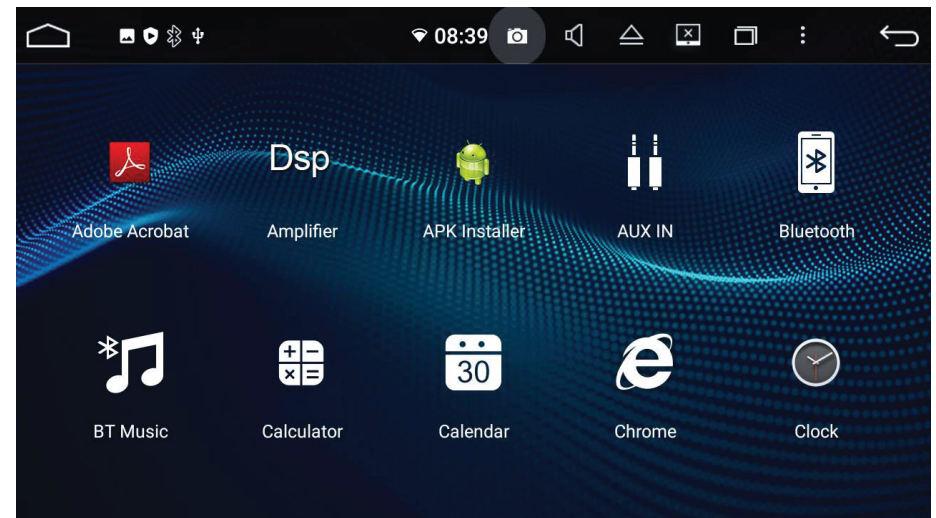 08:39
Dsp
Adobe Acrobat
Amplifier
APK Installer
AUX IN
Bluetooth
30
BT Music
Calculator
Calendar
Chrome
Clock